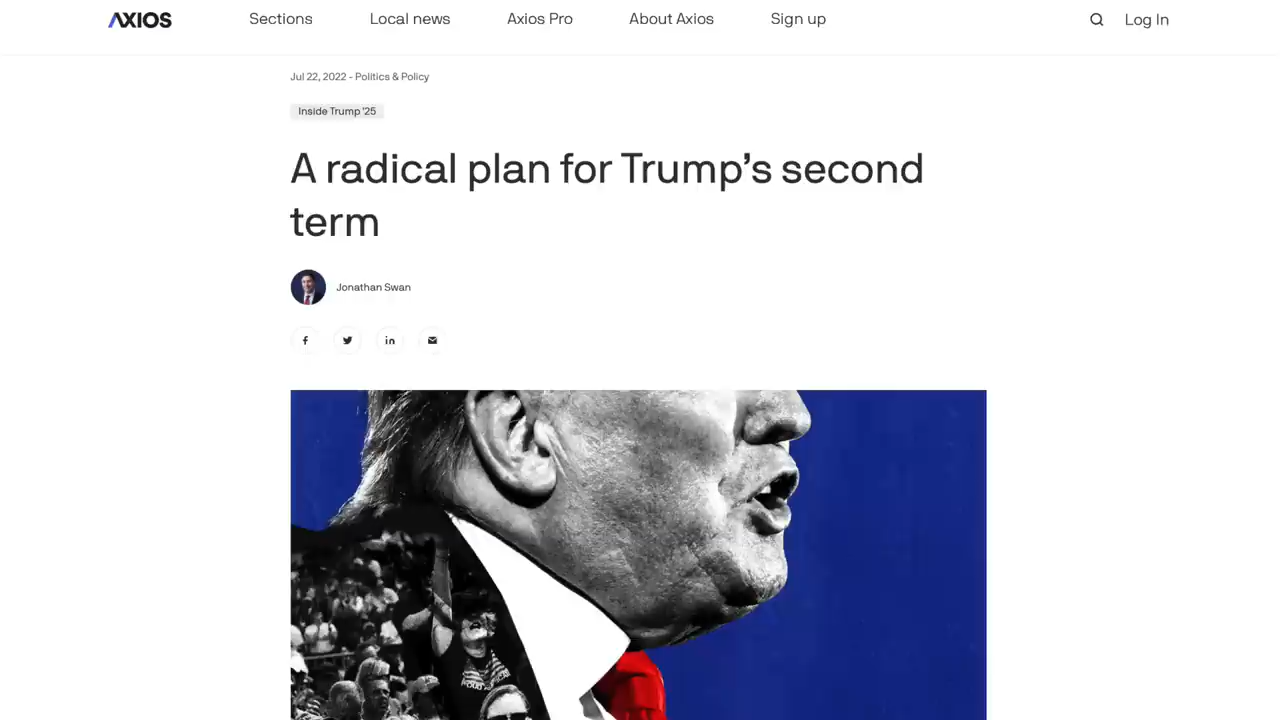 AXIOS Sections Local news Axios Pro About Axios Sign up Log In
Jul 22, 2022 - Politics & Policy
Inside Trump '25
A radical plan for Trump's second
term
Jonathan Swan